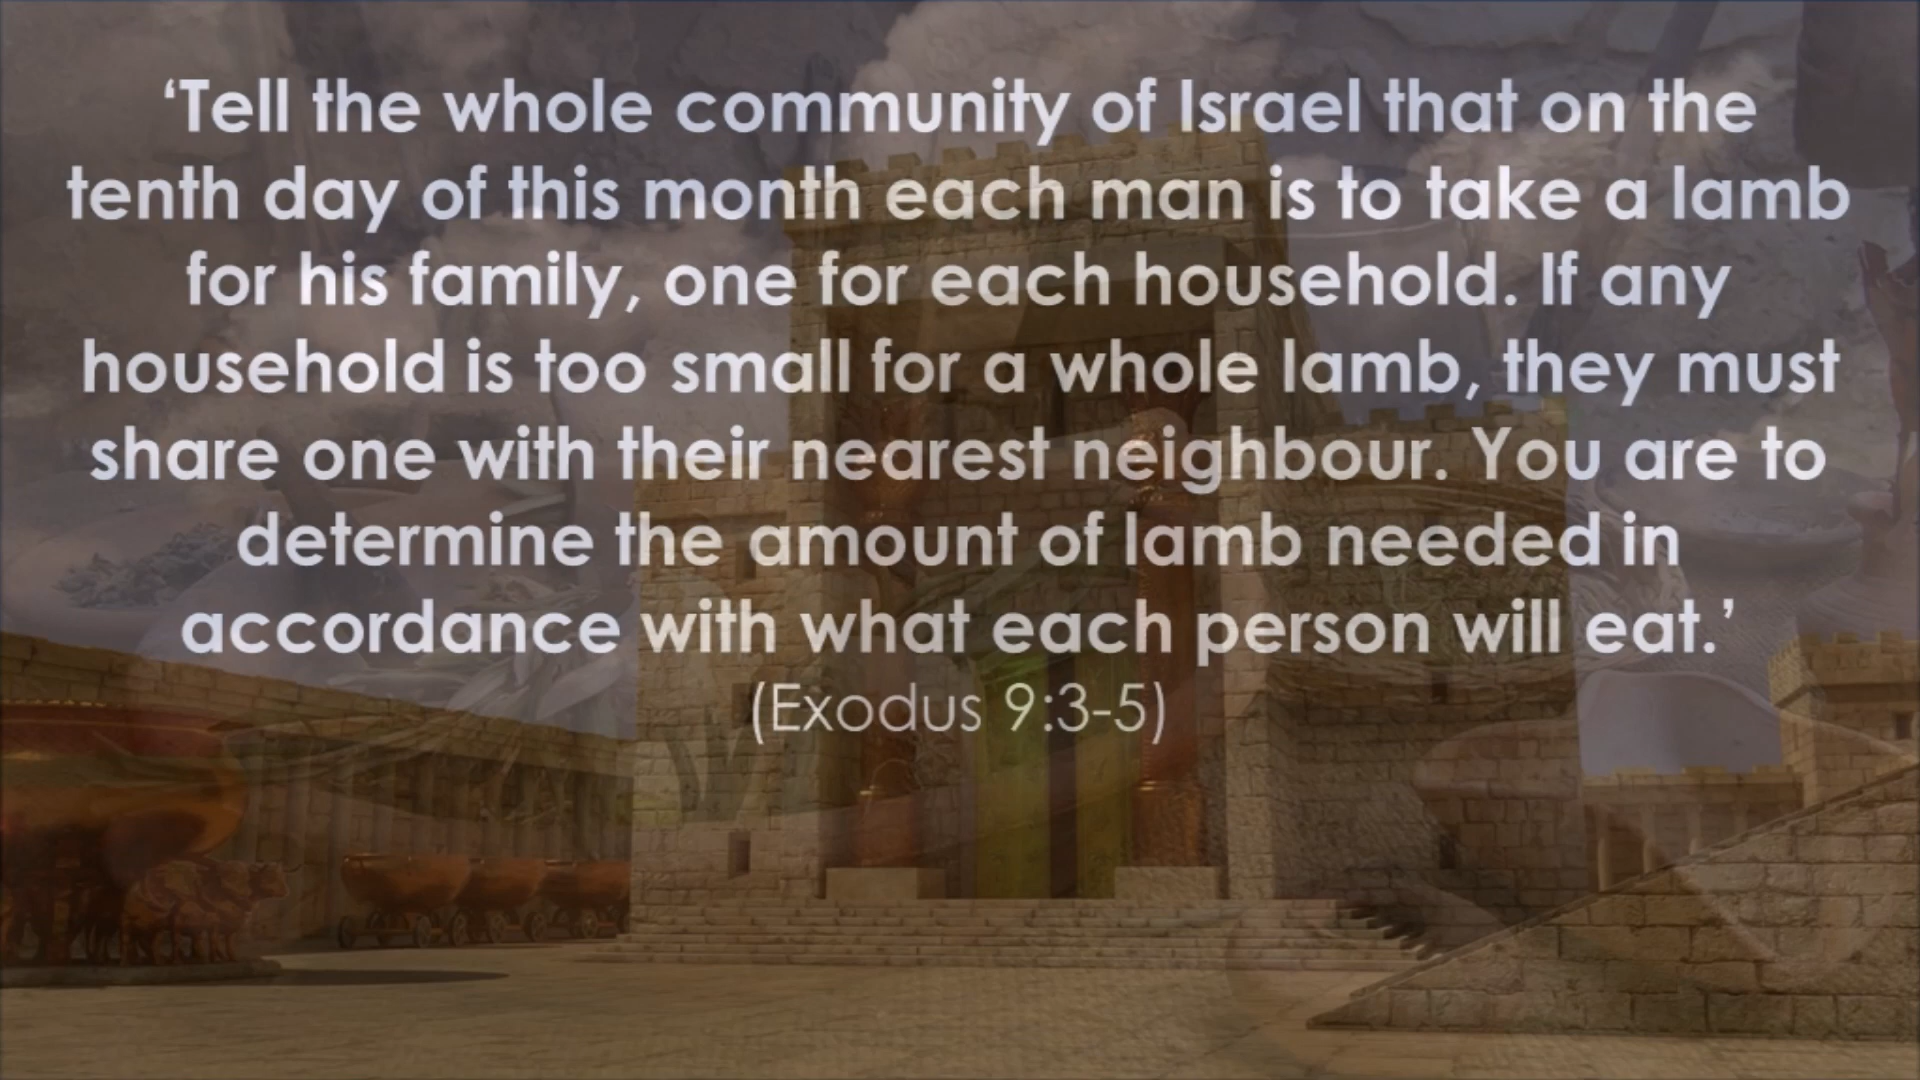 ‘Tell the whole community of Israel that on the
tenth day of this month each man is to take a lamb
for his family, one for each household. If any
household is too small for a whole lamb, they must
share one with their nearest neighbour. You are to
determine the amount of lamb needed in
accordance with what each person will eat.’
(Exodus 9:3-5)